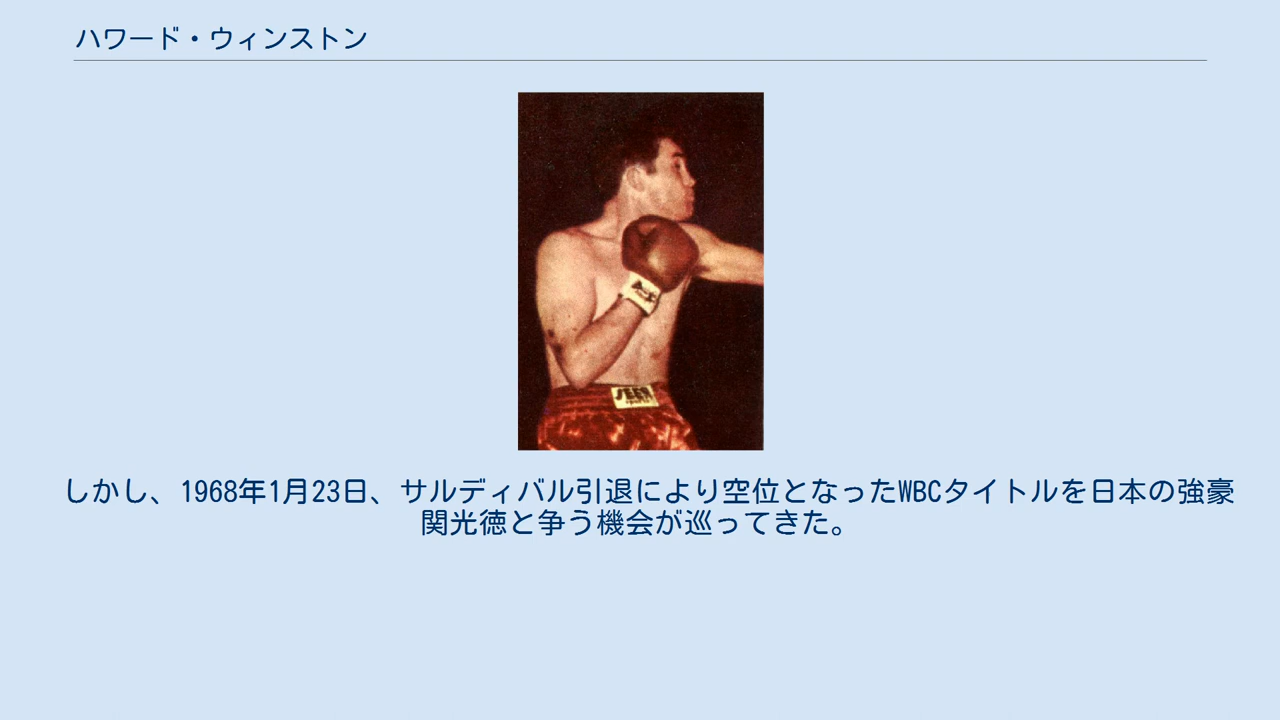 ハワード・ウィンストン
しかし、1968年1月23日、サルディバル引退により空位となったWBCタイトルを日本の強豪
関光徳と争う機会が巡ってきた。